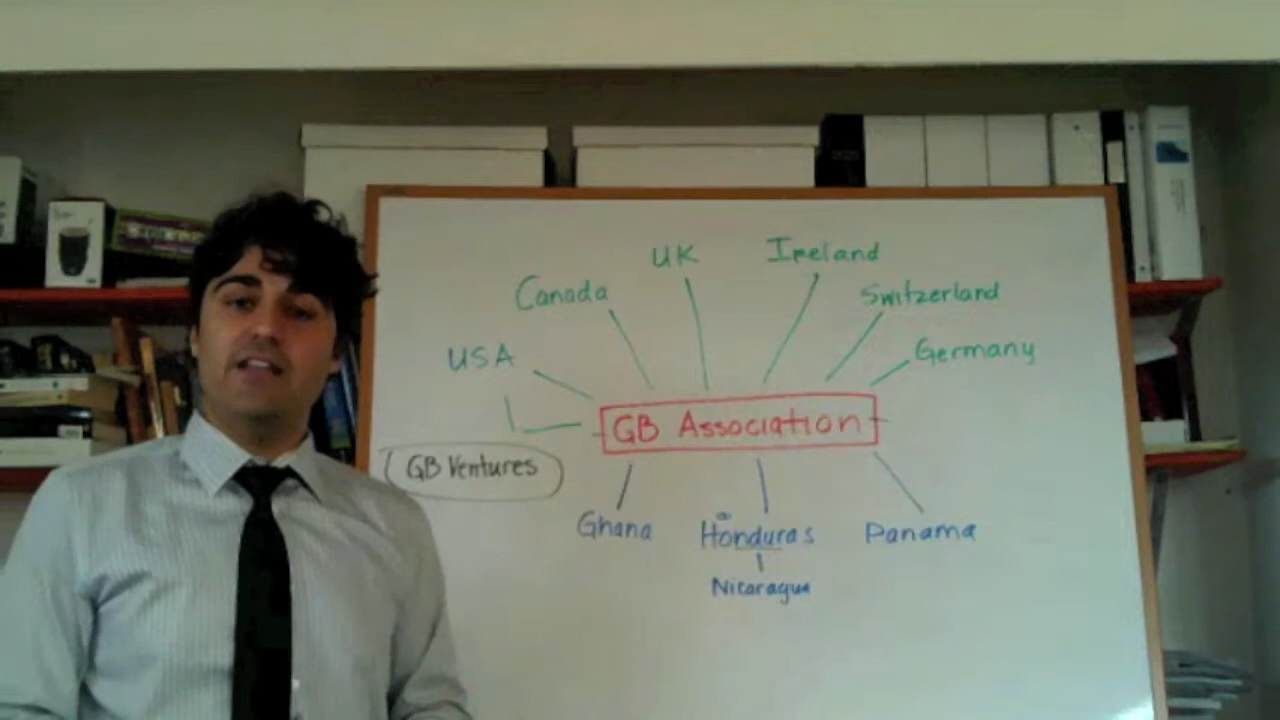 UK
Ireland
Canada
Switzerland
USA
Germany
GB Association
GB Ventures
Ghana
Honduras
Panama
Nicaragua